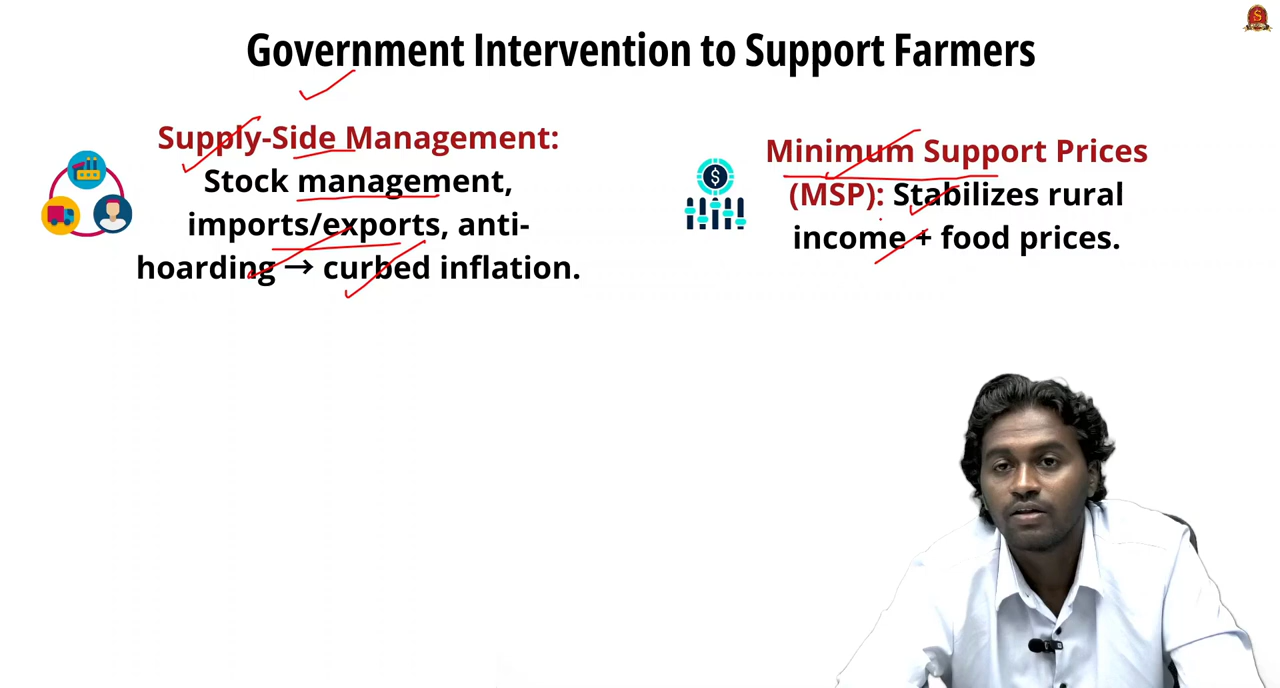 Government Intervention to Support Farmers
Supply-Side Management:
Stock management,
imports/exports, anti-
hoarding → curbed inflation.
Minimum Support Prices
(MSP): Stabilizes rural
income + food prices.